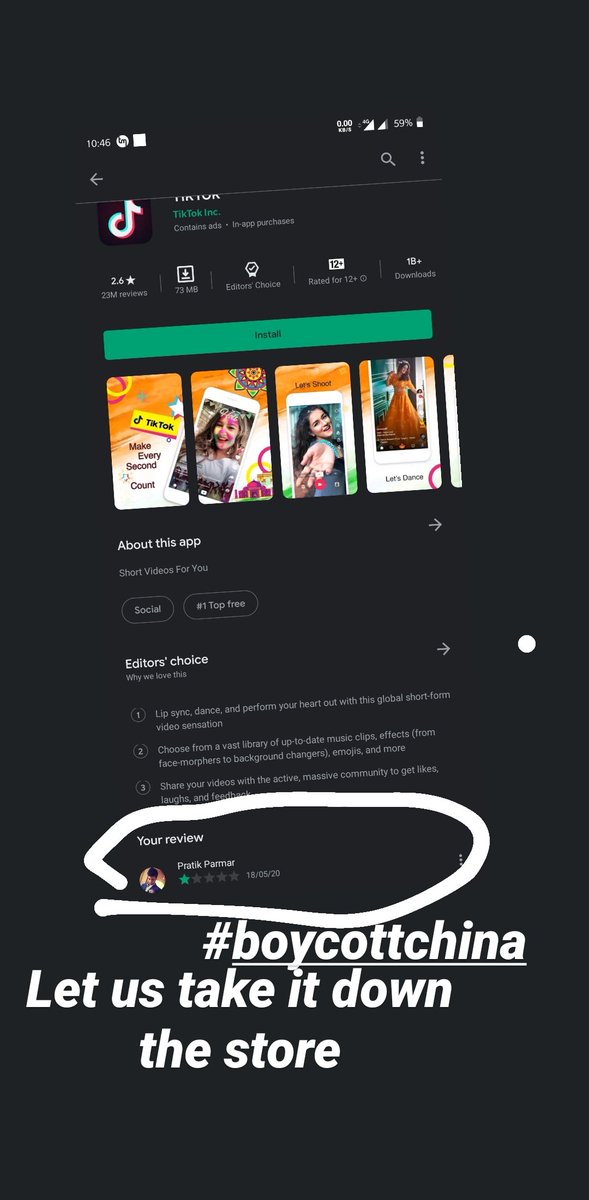 10:46
0.00
KB/S
4G
59%
TikTok
TikTok Inc.
Contains ads • In-app purchases
2.6 ★
23M reviews
73 MB
Editors' Choice
12+
Rated for 12+
1B+
Downloads
Install
TikTok
Make
Every
Second
Count
Let's Shoot
Let's Dance
About this app
Short Videos For You
Social
#1 Top free
Editors' choice
Why we love this
1 Lip sync, dance, and perform your heart out with this global short-form
video sensation
2 Choose from a vast library of up-to-date music clips, effects (from
face-morphers to background changers), emojis, and more
3 Share your videos with the active, massive community to get likes,
laughs, and feedback
Your review
Pratik Parmar
18/05/20
#boycottchina
Let us take it down
the store